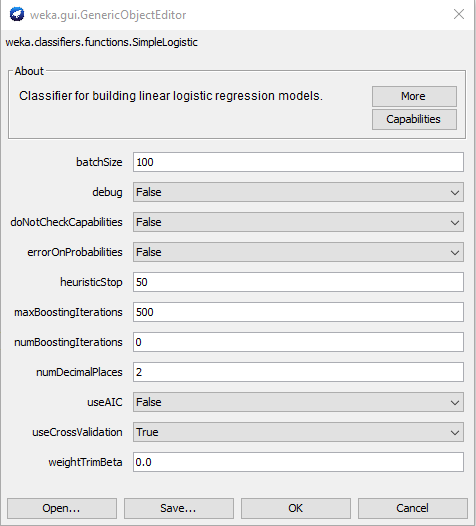 weka.gui.GenericObjectEditor
weka.classifiers.functions.SimpleLogistic
About
Classifier for building linear logistic regression models.
More
Capabilities
batchSize 100
debug False
doNotCheckCapabilities False
errorOnProbabilities False
heuristicStop 50
maxBoostingIterations 500
numBoostingIterations 0
numDecimalPlaces 2
useAIC False
useCrossValidation True
weightTrimBeta 0.0
Open... Save... OK Cancel